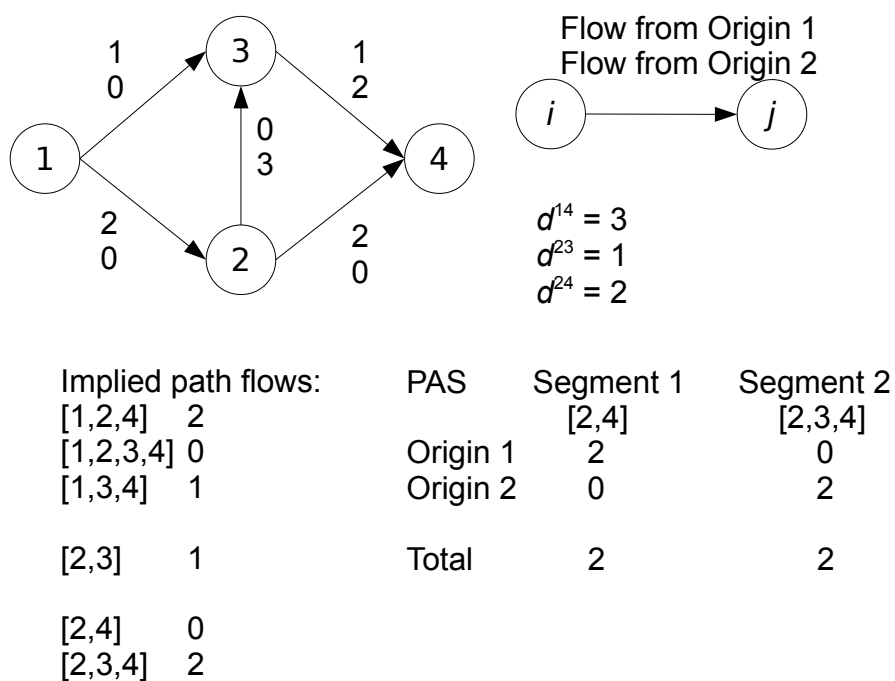 Flow from Origin 1
Flow from Origin 2
1
0
3
1
2
i
j
0
3
1
4
2
0
2
2
0
d^14 = 3
d^23 = 1
d^24 = 2
Implied path flows:
[1,2,4] 2
[1,2,3,4] 0
[1,3,4] 1
[2,3] 1
[2,4] 0
[2,3,4] 2
PAS Segment 1 Segment 2
[2,4] [2,3,4]
Origin 1 2 0
Origin 2 0 2
Total 2 2